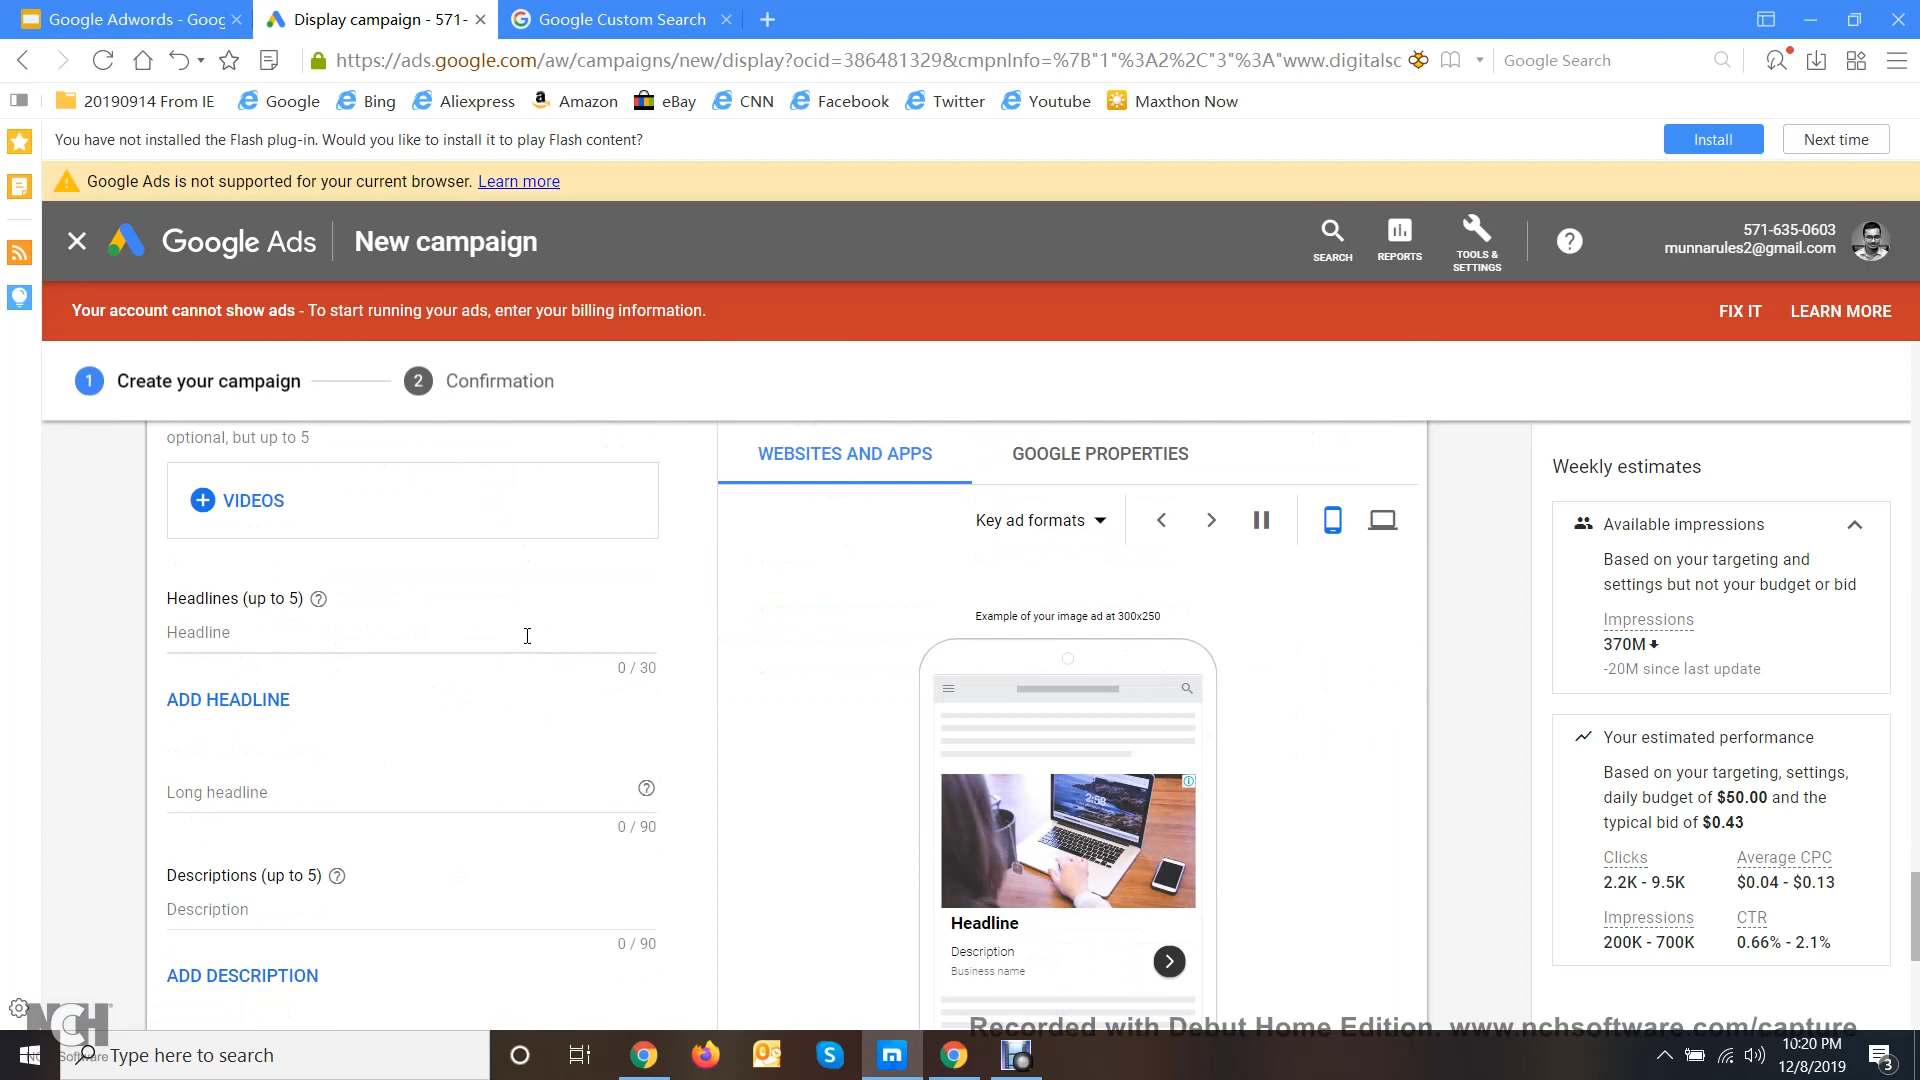 Google Adwords - Goog
Display campaign - 571-
Google Custom Search
https://ads.google.com/aw/campaigns/new/display?ocid=386481329&cmpnInfo=%7B"1"%3A2%2C"3"%3A"www.digitalsc
Google Search
20190914 From IE
Google
Bing
Aliexpress
Amazon
eBay
CNN
Facebook
Twitter
Youtube
Maxthon Now
You have not installed the Flash plug-in. Would you like to install it to play Flash content?
Install
Next time
Google Ads is not supported for your current browser. Learn more
Google Ads
New campaign
SEARCH
REPORTS
TOOLS &
SETTINGS
571-635-0603
munnarules2@gmail.com
Your account cannot show ads - To start running your ads, enter your billing information.
FIX IT
LEARN MORE
1 Create your campaign
2 Confirmation
optional, but up to 5
VIDEOS
Headlines (up to 5)
Headline
0 / 30
ADD HEADLINE
Long headline
0 / 90
Descriptions (up to 5)
Description
0 / 90
ADD DESCRIPTION
WEBSITES AND APPS
GOOGLE PROPERTIES
Key ad formats
Example of your image ad at 300x250
2:58
Headline
Description
Business name
Weekly estimates
Available impressions
Based on your targeting and
settings but not your budget or bid
Impressions
370M
-20M since last update
Your estimated performance
Based on your targeting, settings,
daily budget of $50.00 and the
typical bid of $0.43
Clicks
Average CPC
2.2K - 9.5K
$0.04 - $0.13
Impressions
CTR
200K - 700K
0.66% - 2.1%
NCH
Software
Recorded with Debut Home Edition. www.nchsoftware.com/capture
Type here to search
10:20 PM
12/8/2019
3